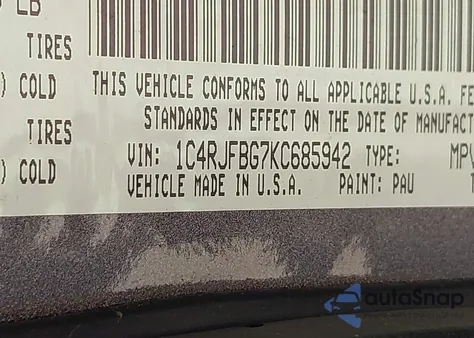 LB
TIRES
) COLD
THIS VEHICLE CONFORMS TO ALL APPLICABLE U.S.A. FE
STANDARDS IN EFFECT ON THE DATE OF MANUFACT
TIRES
VIN: 1C4RJFBG7KC685942 TYPE: MPV
) COLD
VEHICLE MADE IN U.S.A. PAINT: PAU
autoSnap